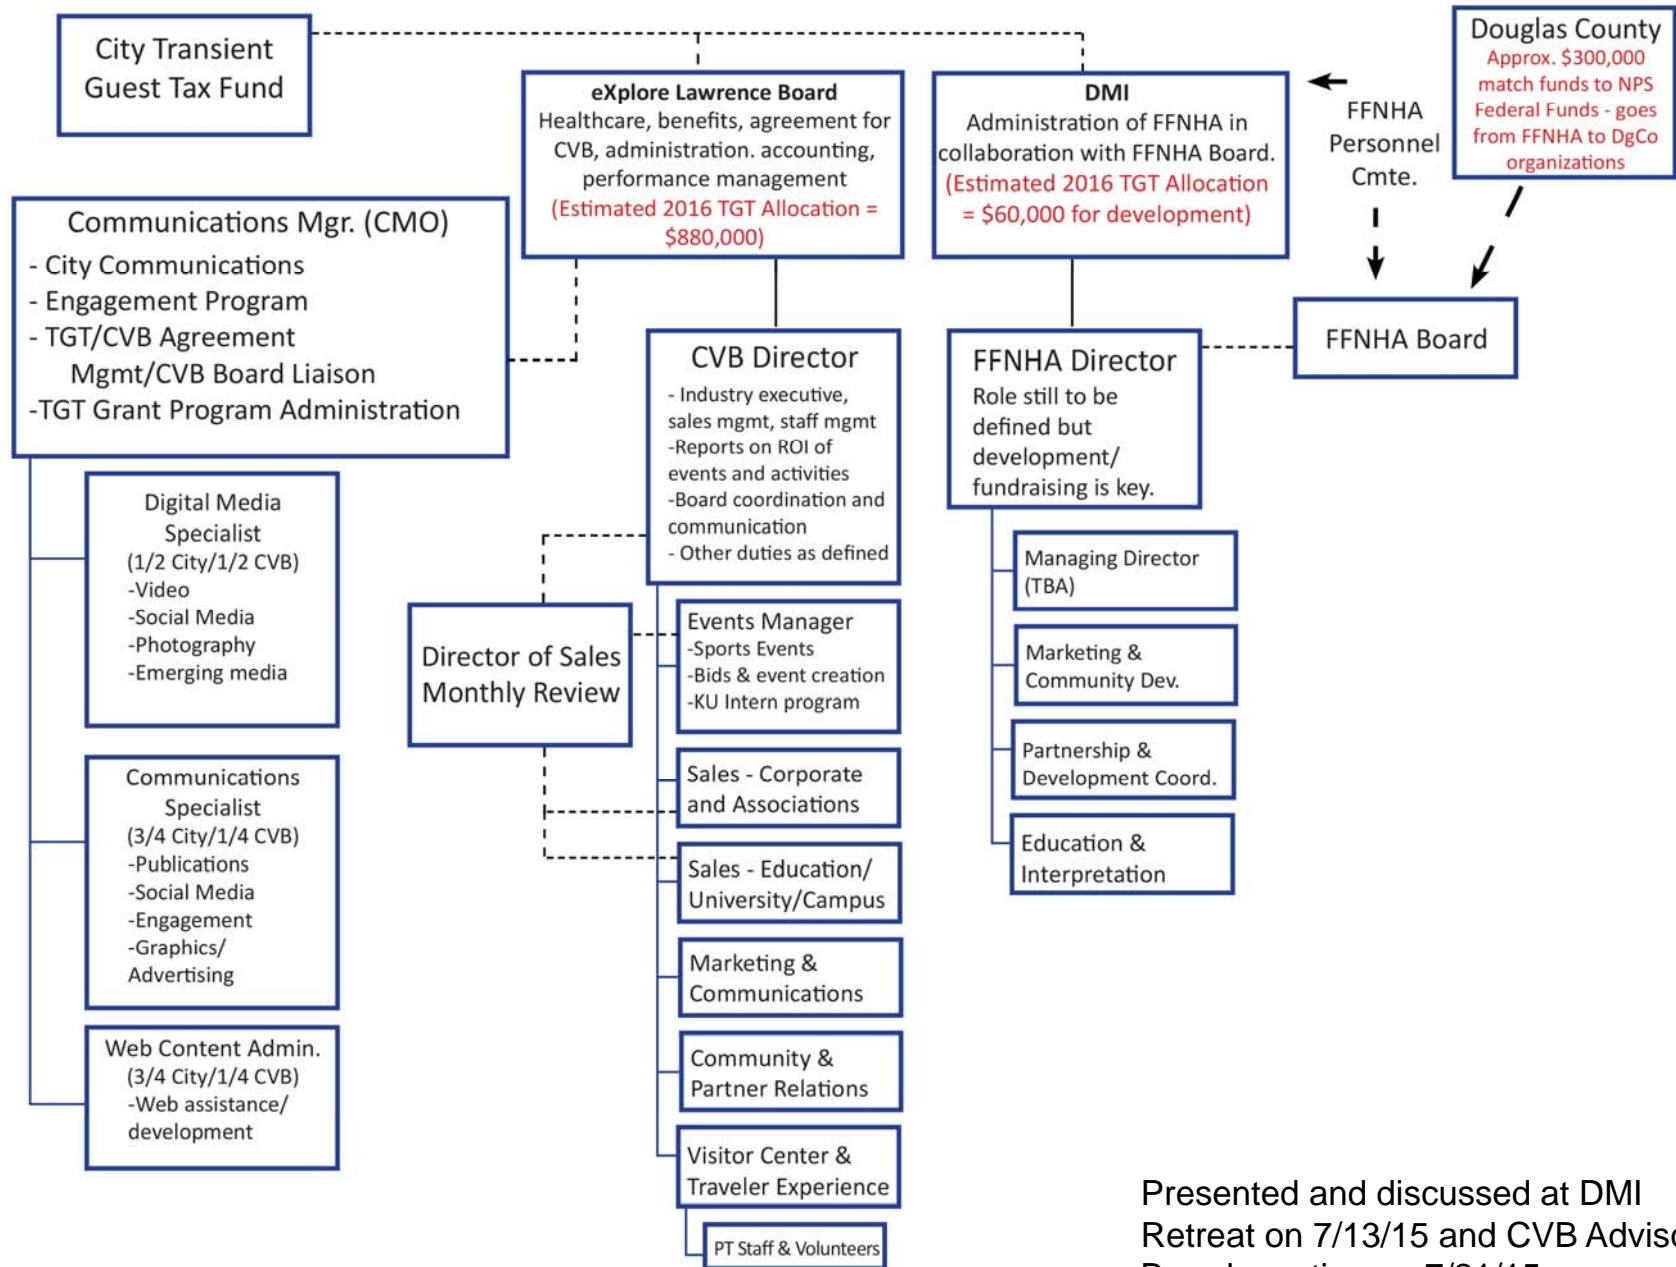 City Transient
Guest Tax Fund
eXplore Lawrence Board
Healthcare, benefits, agreement for
CVB, administration. accounting,
performance management
(Estimated 2016 TGT Allocation =
$880,000)
DMI
Administration of FFNHA in
collaboration with FFNHA Board.
(Estimated 2016 TGT Allocation
= $60,000 for development)
FFNHA
Personnel
Cmte.
Douglas County
Approx. $300,000
match funds to NPS
Federal Funds - goes
from FFNHA to DgCo
organizations
Communications Mgr. (CMO)
- City Communications
- Engagement Program
- TGT/CVB Agreement
Mgmt/CVB Board Liaison
-TGT Grant Program Administration
CVB Director
- Industry executive,
sales mgmt, staff mgmt
-Reports on ROI of
events and activities
-Board coordination and
communication
- Other duties as defined
FFNHA Director
Role still to be
defined but
development/
fundraising is key.
FFNHA Board
Digital Media
Specialist
(1/2 City/1/2 CVB)
-Video
-Social Media
-Photography
-Emerging media
Communications
Specialist
(3/4 City/1/4 CVB)
-Publications
-Social Media
-Engagement
-Graphics/
Advertising
Web Content Admin.
(3/4 City/1/4 CVB)
-Web assistance/
development
Director of Sales
Monthly Review
Events Manager
-Sports Events
-Bids & event creation
-KU Intern program
Sales - Corporate
and Associations
Sales - Education/
University/Campus
Marketing &
Communications
Community &
Partner Relations
Visitor Center &
Traveler Experience
PT Staff & Volunteers
Managing Director
(TBA)
Marketing &
Community Dev.
Partnership &
Development Coord.
Education &
Interpretation
Presented and discussed at DMI
Retreat on 7/13/15 and CVB